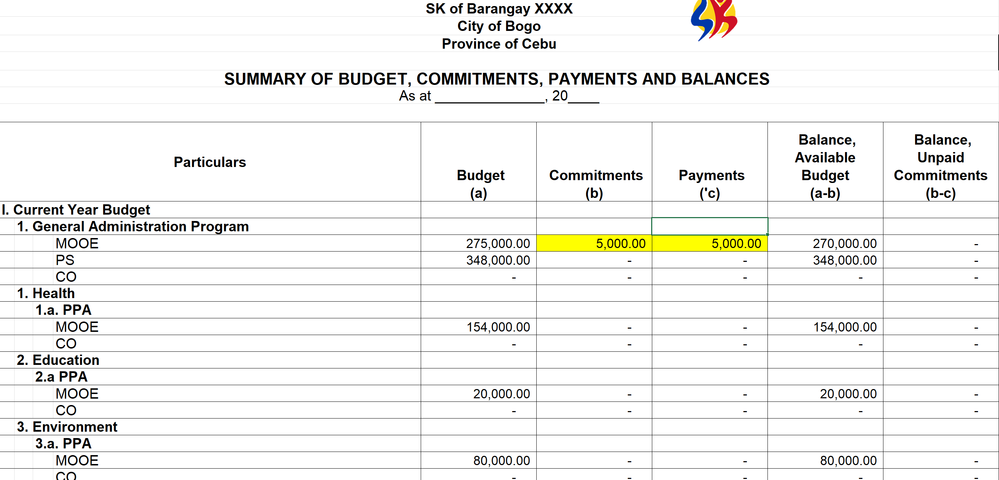 SK of Barangay XXXX
City of Bogo
Province of Cebu
SUMMARY OF BUDGET, COMMITMENTS, PAYMENTS AND BALANCES
As at ______________, 20____
Particulars Budget (a) Commitments (b) Payments ('c) Balance, Available Budget (a-b) Balance, Unpaid Commitments (b-c)
I. Current Year Budget
1. General Administration Program
MOOE 275,000.00 5,000.00 5,000.00 270,000.00 -
PS 348,000.00 - - 348,000.00 -
CO - - - - -
1. Health
1.a. PPA
MOOE 154,000.00 - - 154,000.00 -
CO - - - - -
2. Education
2.a PPA
MOOE 20,000.00 - - 20,000.00 -
CO - - - - -
3. Environment
3.a. PPA
MOOE 80,000.00 - - 80,000.00 -
CO - - - - -